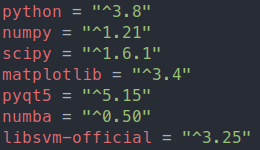 python = "^3.8"
numpy = "^1.21"
scipy = "^1.6.1"
matplotlib = "^3.4"
pyqt5 = "^5.15"
numba = "^0.50"
libsvm-official = "^3.25"